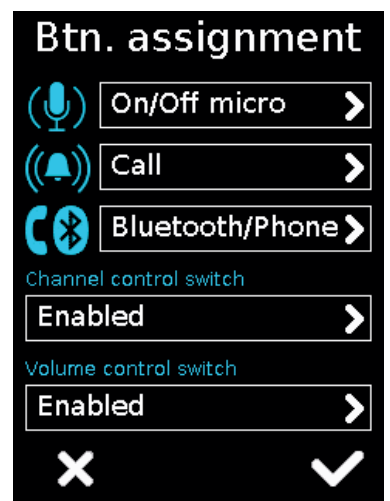 Btn. assignment
On/Off micro
Call
Bluetooth/Phone
Channel control switch
Enabled
Volume control switch
Enabled